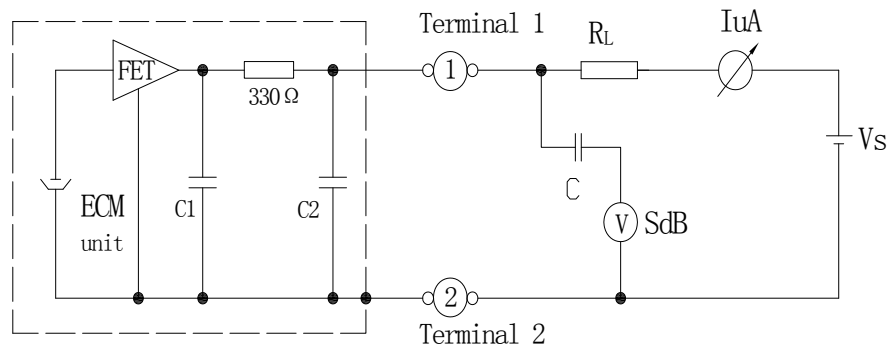 Terminal 1
FET
330Ω
1
RL
IuA
Vs
ECM
unit
C1
C2
C
V
SdB
2
Terminal 2